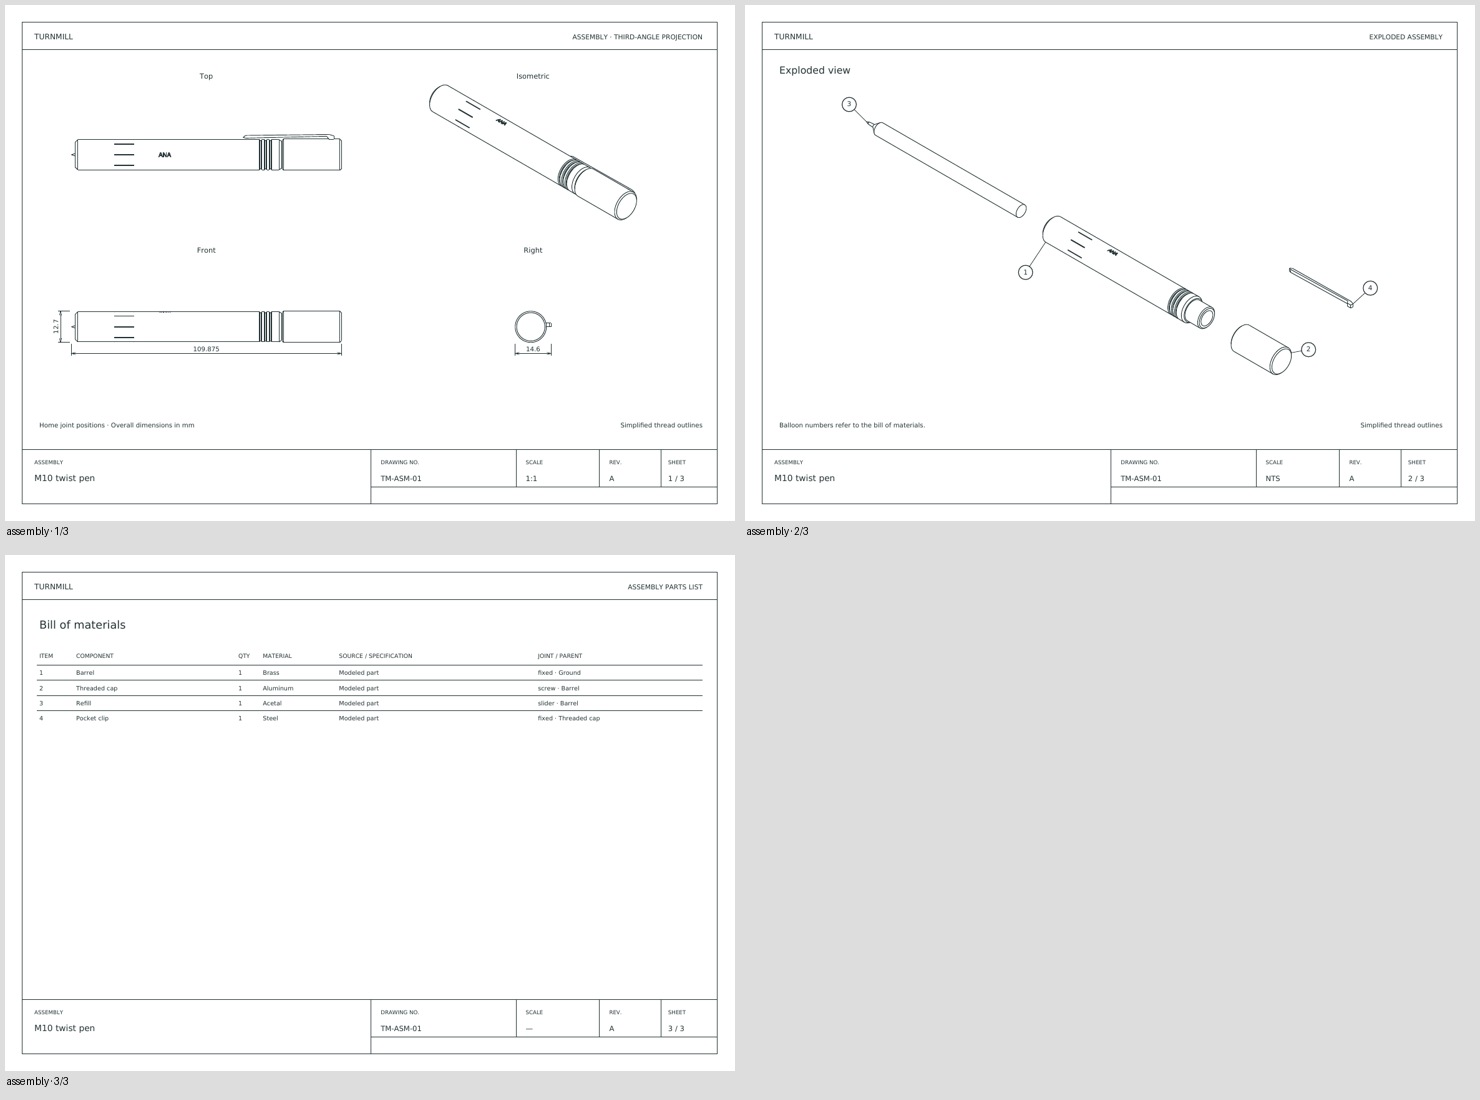 TURNMILL
ASSEMBLY · THIRD-ANGLE PROJECTION
Top
Isometric
ANA
ANA
Front
Right
12.7
109.875
14.6
Home joint positions · Overall dimensions in mm
Simplified thread outlines
ASSEMBLY
M10 twist pen
DRAWING NO.
TM-ASM-01
SCALE
1:1
REV.
A
SHEET
1 / 3
assembly · 1/3
TURNMILL
EXPLODED ASSEMBLY
Exploded view
3
1
ANA
4
2
Balloon numbers refer to the bill of materials.
Simplified thread outlines
ASSEMBLY
M10 twist pen
DRAWING NO.
TM-ASM-01
SCALE
NTS
REV.
A
SHEET
2 / 3
assembly · 2/3
TURNMILL
ASSEMBLY PARTS LIST
Bill of materials
ITEM COMPONENT QTY MATERIAL SOURCE / SPECIFICATION JOINT / PARENT
1 Barrel 1 Brass Modeled part fixed · Ground
2 Threaded cap 1 Aluminum Modeled part screw · Barrel
3 Refill 1 Acetal Modeled part slider · Barrel
4 Pocket clip 1 Steel Modeled part fixed · Threaded cap
ASSEMBLY
M10 twist pen
DRAWING NO.
TM-ASM-01
SCALE
—
REV.
A
SHEET
3 / 3
assembly · 3/3